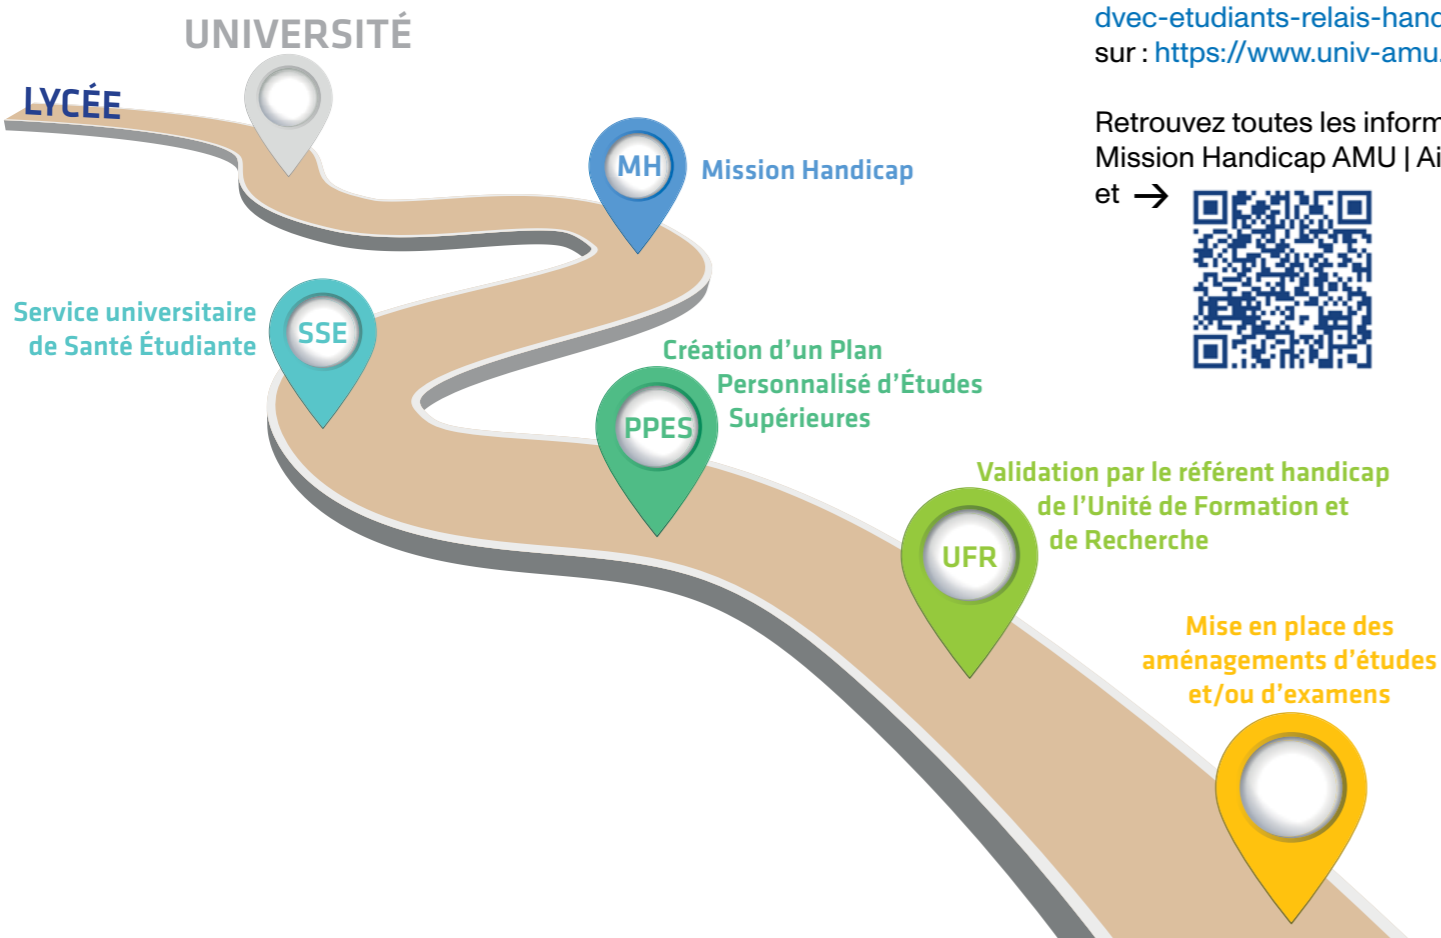 UNIVERSITÉ
LYCÉE
MH
Mission Handicap
Service universitaire
de Santé Étudiante
SSE
Création d’un Plan
Personnalisé d’Études
Supérieures
PPES
Validation par le référent handicap
de l’Unité de Formation et
de Recherche
UFR
Mise en place des
aménagements d’études
et/ou d’examens
dvec-etudiants-relais-hand
sur : https://www.univ-amu.
Retrouvez toutes les inform
Mission Handicap AMU | Ai
et →